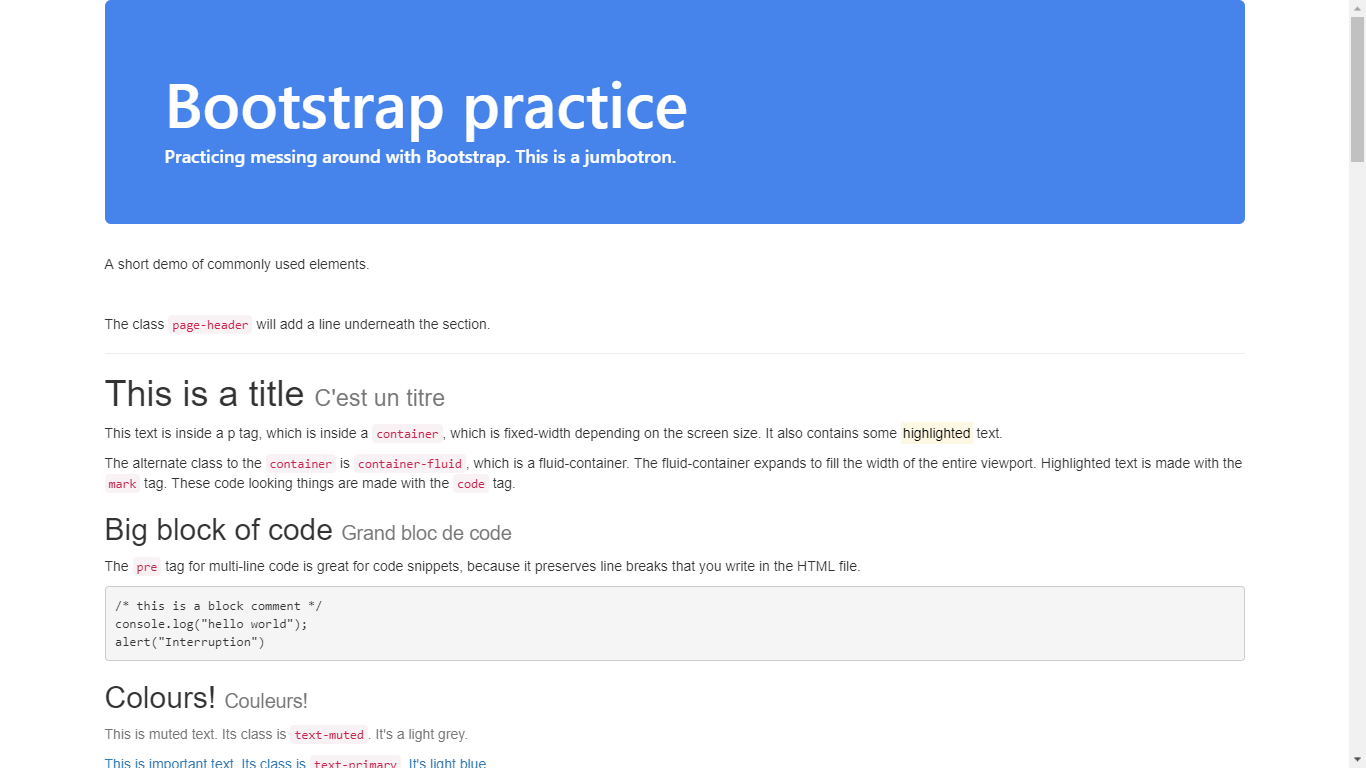 Bootstrap practice
Practicing messing around with Bootstrap. This is a jumbotron.
A short demo of commonly used elements.
The class page-header will add a line underneath the section.
This is a title C'est un titre
This text is inside a p tag, which is inside a container, which is fixed-width depending on the screen size. It also contains some highlighted text.
The alternate class to the container is container-fluid, which is a fluid-container. The fluid-container expands to fill the width of the entire viewport. Highlighted text is made with the
mark tag. These code looking things are made with the code tag.
Big block of code Grand bloc de code
The pre tag for multi-line code is great for code snippets, because it preserves line breaks that you write in the HTML file.
/* this is a block comment */
console.log("hello world");
alert("Interruption")
Colours! Couleurs!
This is muted text. Its class is text-muted. It's a light grey.
This is important text. Its class is text-primary. It's light blue